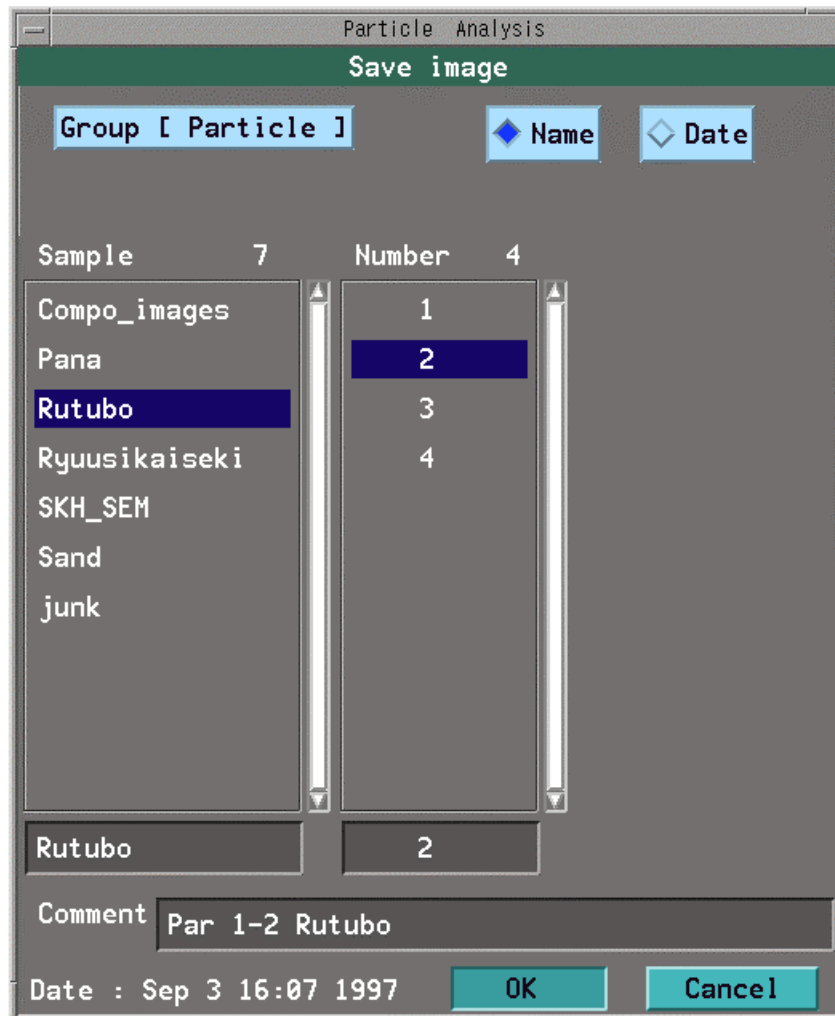 Particle Analysis
Save image
Group [ Particle ] Name Date
Sample 7 Number 4
Compo_images 1
Pana 2
Rutubo 3
Ryuusikaiseki 4
SKH_SEM
Sand
junk
Rutubo 2
Comment Par 1-2 Rutubo
Date : Sep 3 16:07 1997 OK Cancel